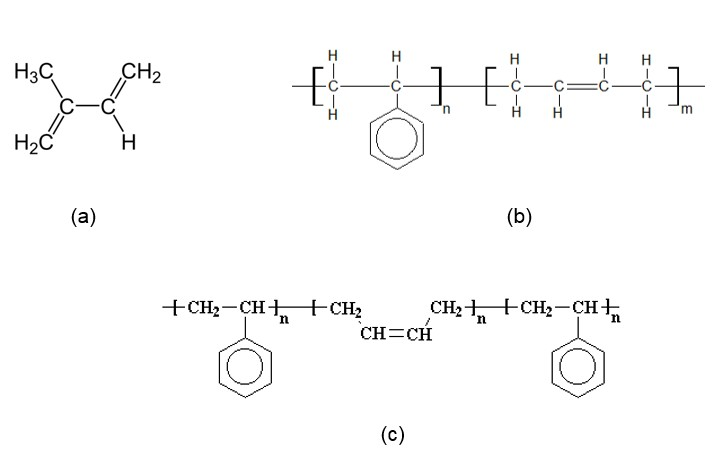 H₃C CH₂
C C
H₂C H
(a)
H H H H H
C C C C C C
H H H H
n m
(b)
CH₂ CH n CH₂ CH₂ n CH₂ CH n
CH CH
(c)